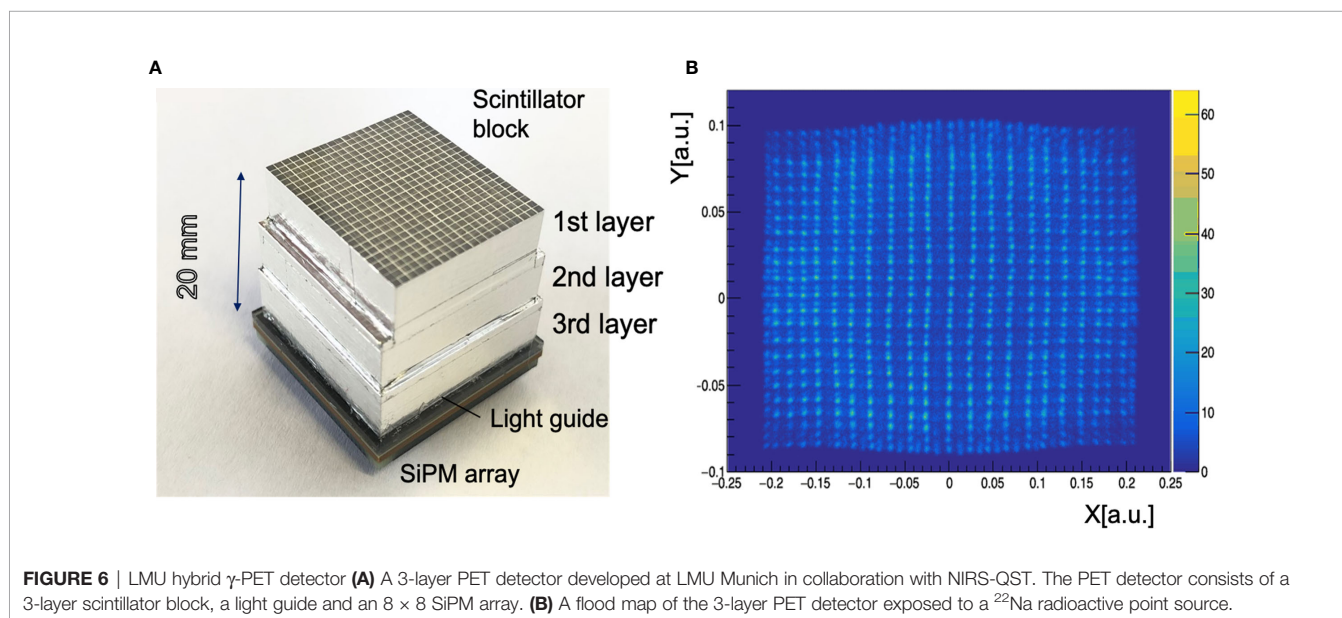 A
B
Scintillator
block
20 mm
1st layer
2nd layer
3rd layer
Light guide
SiPM array
Y[a.u.]
0.1
0.05
0
−0.05
−0.1
−0.25
−0.2
−0.15
−0.1
−0.05
0
0.05
0.1
0.15
0.2
0.25
X[a.u.]
60
50
40
30
20
10
0
FIGURE 6 | LMU hybrid γ-PET detector (A) A 3-layer PET detector developed at LMU Munich in collaboration with NIRS-QST. The PET detector consists of a
3-layer scintillator block, a light guide and an 8 × 8 SiPM array. (B) A flood map of the 3-layer PET detector exposed to a ²²Na radioactive point source.